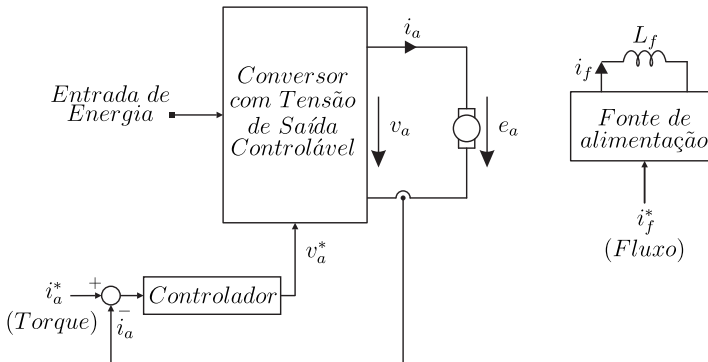 i_a
L_f
i_f
Entrada de
Energia
Conversor
com Tensão
de Saída
Controlável
v_a
e_a
Fonte de
alimentação
i_f^*
(Fluxo)
v_a^*
i_a^*
+
Controlador
(Torque)
−
i_a